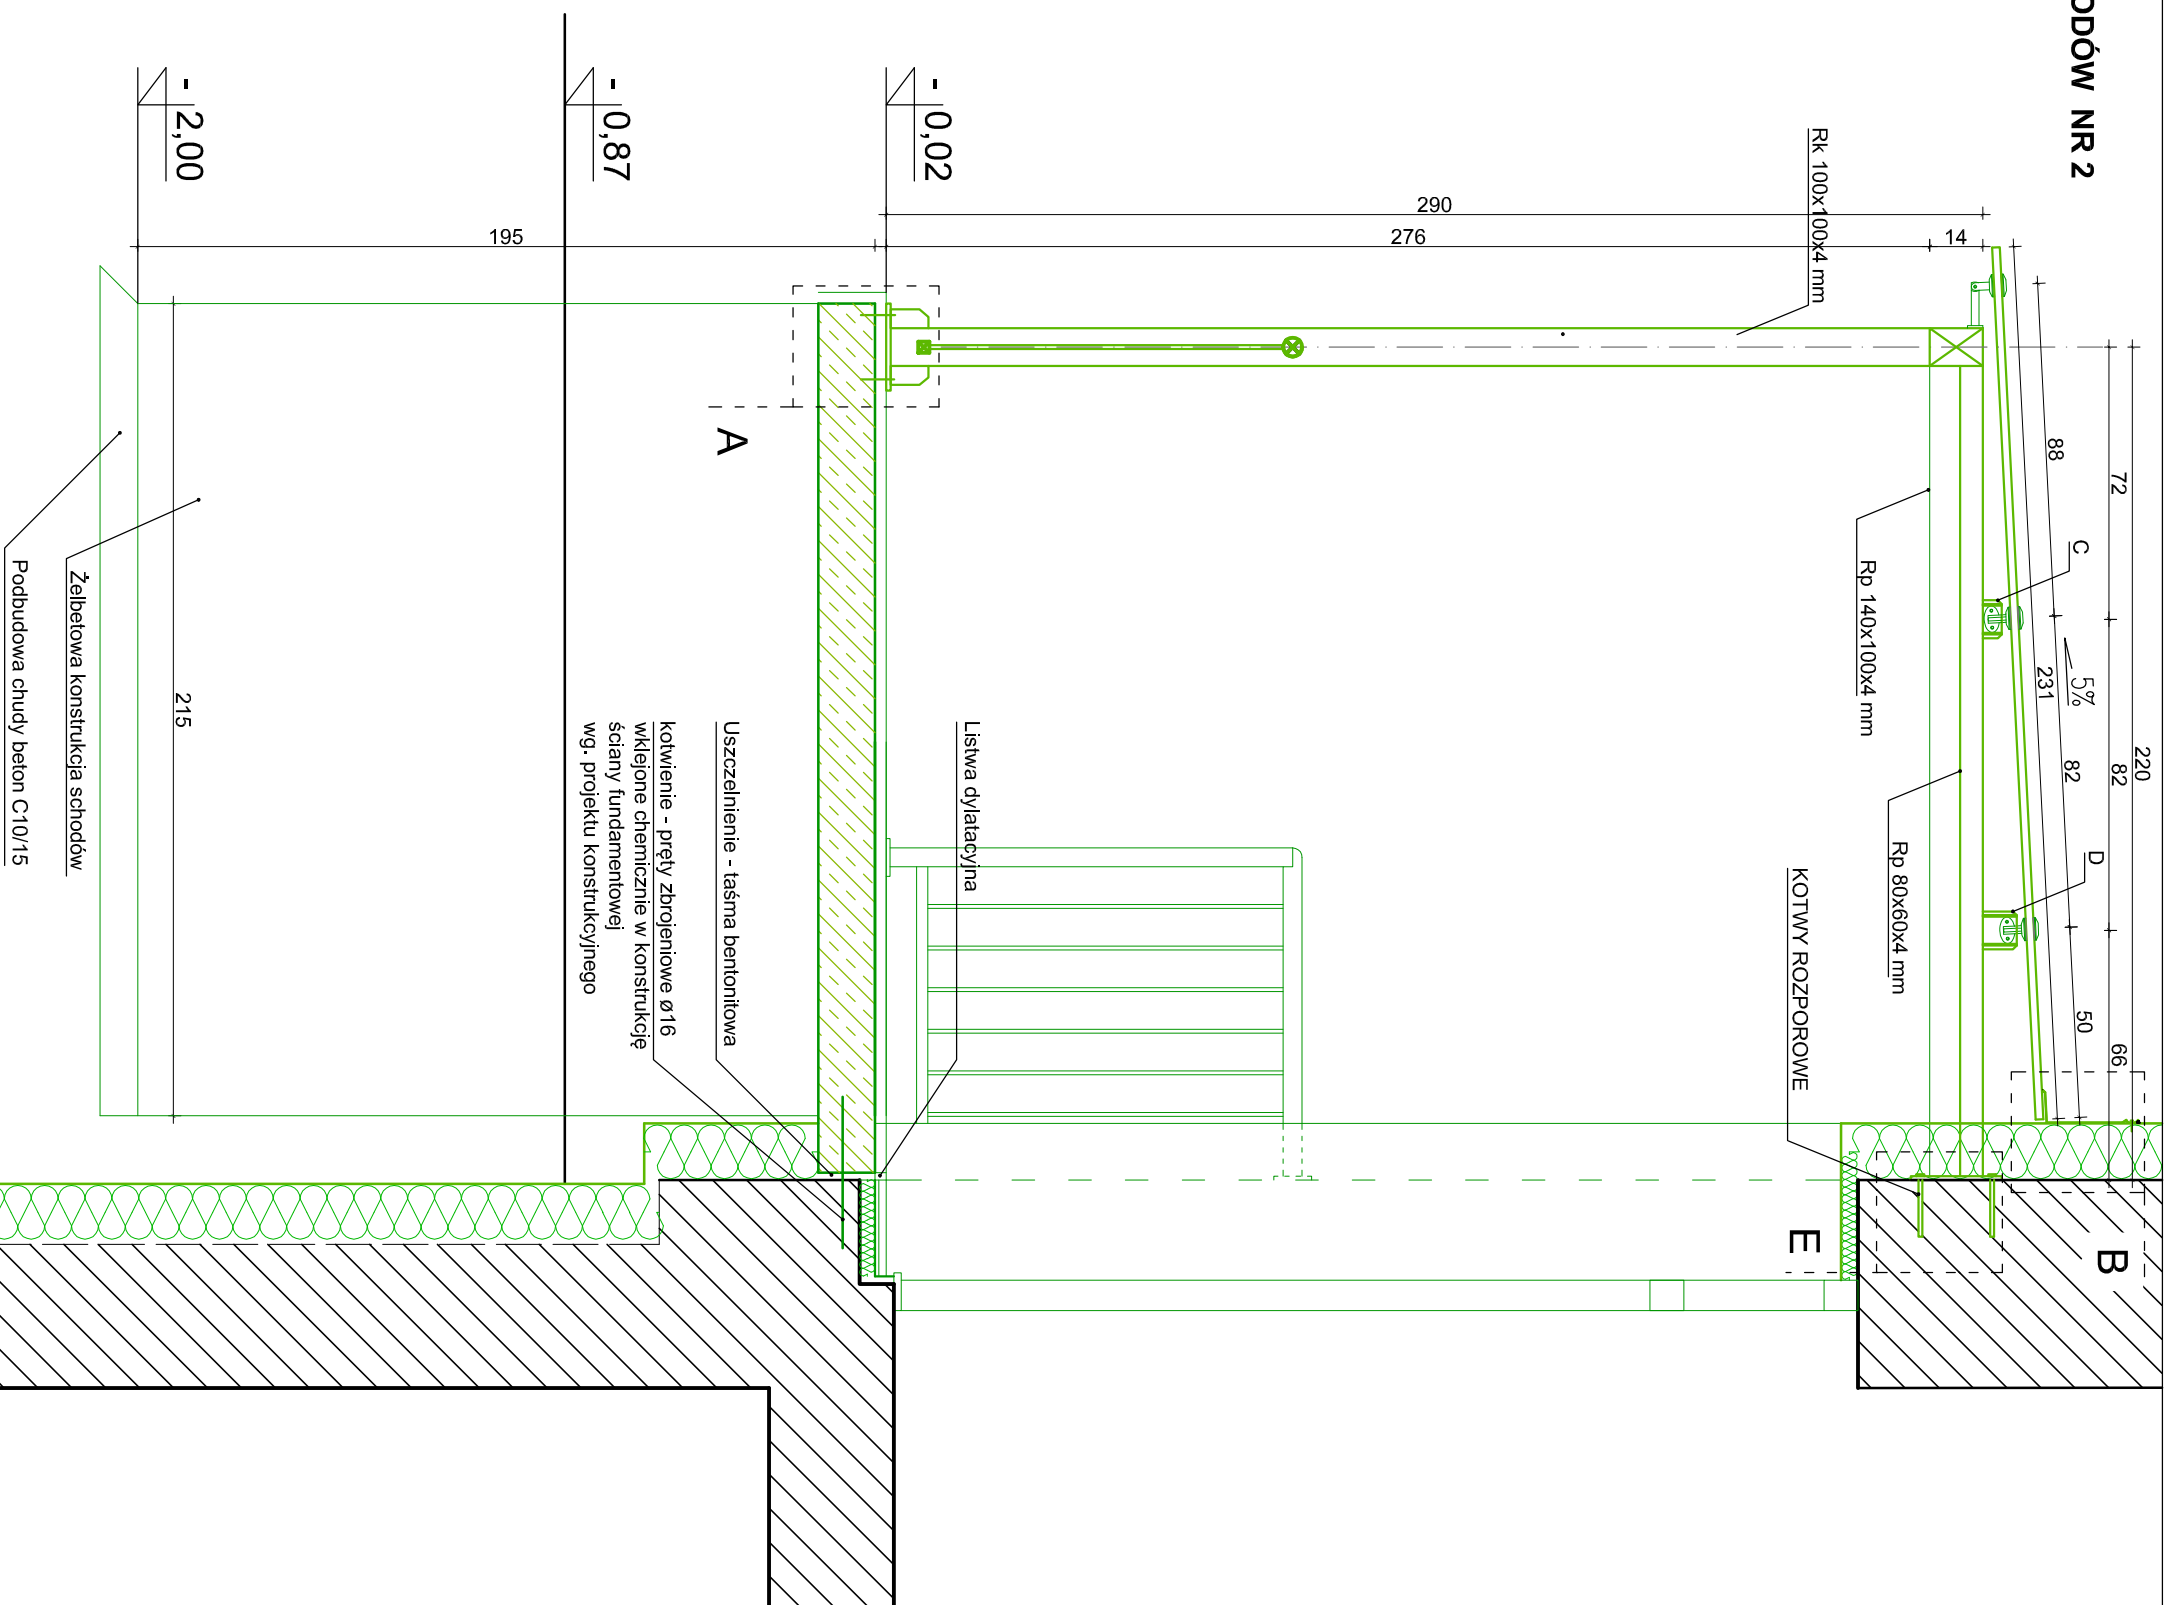 ODÓW NR 2
220
72
82
66
88
82
50
231
5%
C
D
B
E
A
14
276
290
195
215
Rk 100x100x4 mm
Rp 140x100x4 mm
Rp 80x60x4 mm
KOTWY ROZPOROWE
- 0,02
- 0,87
- 2,00
Listwa dylatacyjna
Uszczelnienie - taśma bentonitowa
kotwienie - pręty zbrojeniowe ø16
wklejone chemicznie w konstrukcję
ściany fundamentowej
wg. projektu konstrukcyjnego
Żelbetowa konstrukcja schodów
Podbudowa chudy beton C10/15